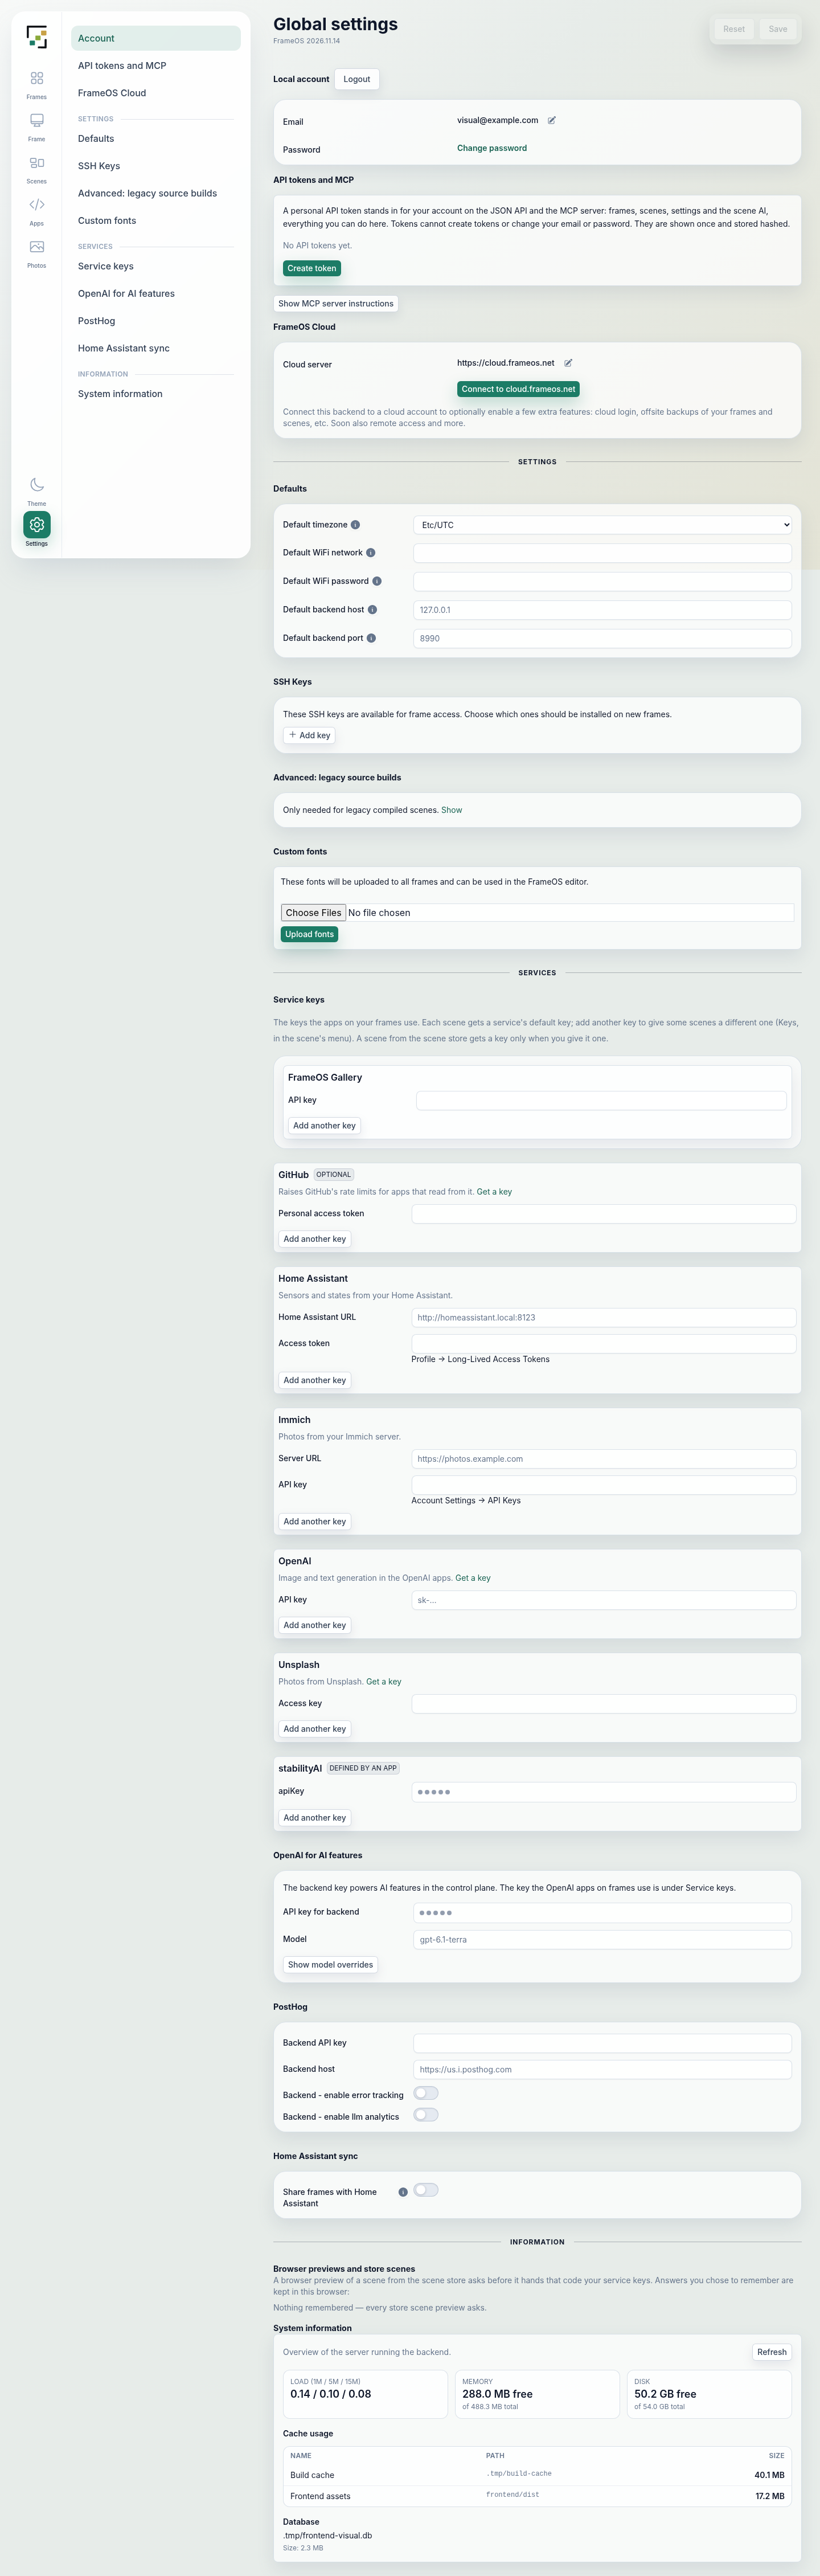 Frames
Frame
Scenes
Apps
Photos
Theme
Settings
Account
API tokens and MCP
FrameOS Cloud
SETTINGS
Defaults
SSH Keys
Advanced: legacy source builds
Custom fonts
SERVICES
Service keys
OpenAI for AI features
PostHog
Home Assistant sync
INFORMATION
System information
Global settings
FrameOS 2026.11.14
Reset
Save
Local account
Logout
Email
visual@example.com
Password
Change password
API tokens and MCP
A personal API token stands in for your account on the JSON API and the MCP server: frames, scenes, settings and the scene AI,
everything you can do here. Tokens cannot create tokens or change your email or password. They are shown once and stored hashed.
No API tokens yet.
Create token
Show MCP server instructions
FrameOS Cloud
Cloud server
https://cloud.frameos.net
Connect to cloud.frameos.net
Connect this backend to a cloud account to optionally enable a few extra features: cloud login, offsite backups of your frames and
scenes, etc. Soon also remote access and more.
SETTINGS
Defaults
Default timezone
Etc/UTC
Default WiFi network
Default WiFi password
Default backend host
127.0.0.1
Default backend port
8990
SSH Keys
These SSH keys are available for frame access. Choose which ones should be installed on new frames.
Add key
Advanced: legacy source builds
Only needed for legacy compiled scenes. Show
Custom fonts
These fonts will be uploaded to all frames and can be used in the FrameOS editor.
Choose Files No file chosen
Upload fonts
SERVICES
Service keys
The keys the apps on your frames use. Each scene gets a service's default key; add another key to give some scenes a different one (Keys,
in the scene's menu). A scene from the scene store gets a key only when you give it one.
FrameOS Gallery
API key
Add another key
GitHub OPTIONAL
Raises GitHub's rate limits for apps that read from it. Get a key
Personal access token
Add another key
Home Assistant
Sensors and states from your Home Assistant.
Home Assistant URL
http://homeassistant.local:8123
Access token
Profile → Long-Lived Access Tokens
Add another key
Immich
Photos from your Immich server.
Server URL
https://photos.example.com
API key
Account Settings → API Keys
Add another key
OpenAI
Image and text generation in the OpenAI apps. Get a key
API key
sk-...
Add another key
Unsplash
Photos from Unsplash. Get a key
Access key
Add another key
stabilityAI DEFINED BY AN APP
apiKey
Add another key
OpenAI for AI features
The backend key powers AI features in the control plane. The key the OpenAI apps on frames use is under Service keys.
API key for backend
Model
gpt-6.1-terra
Show model overrides
PostHog
Backend API key
Backend host
https://us.i.posthog.com
Backend - enable error tracking
Backend - enable llm analytics
Home Assistant sync
Share frames with Home
Assistant
INFORMATION
Browser previews and store scenes
A browser preview of a scene from the scene store asks before it hands that code your service keys. Answers you chose to remember are
kept in this browser:
Nothing remembered — every store scene preview asks.
System information
Overview of the server running the backend.
Refresh
LOAD (1M / 5M / 15M)
0.14 / 0.10 / 0.08
MEMORY
288.0 MB free
of 488.3 MB total
DISK
50.2 GB free
of 54.0 GB total
Cache usage
NAME PATH SIZE
Build cache .tmp/build-cache 40.1 MB
Frontend assets frontend/dist 17.2 MB
Database
.tmp/frontend-visual.db
Size: 2.3 MB